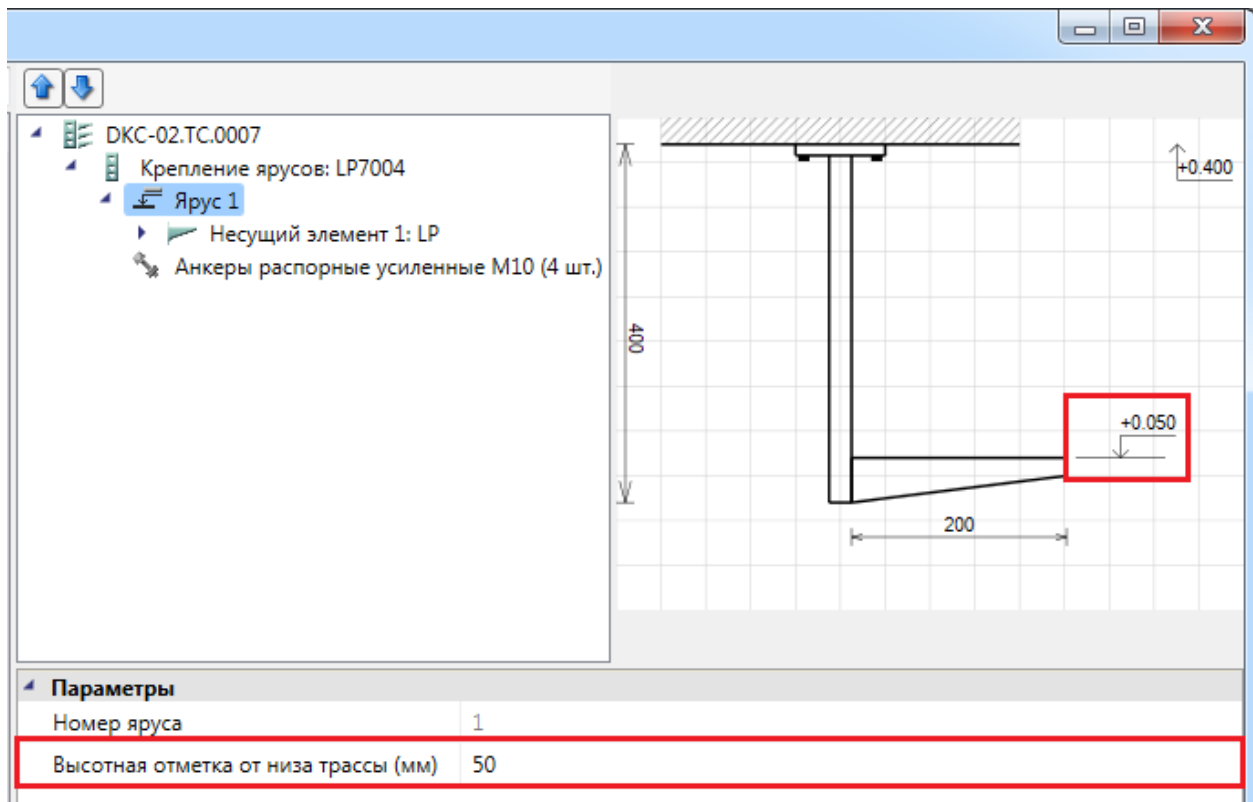 DKC-02.TC.0007
Крепление ярусов: LP7004
Ярус 1
Несущий элемент 1: LP
Анкеры распорные усиленные М10 (4 шт.)
+0.400
400
+0.050
200
Параметры
Номер яруса 1
Высотная отметка от низа трассы (мм) 50